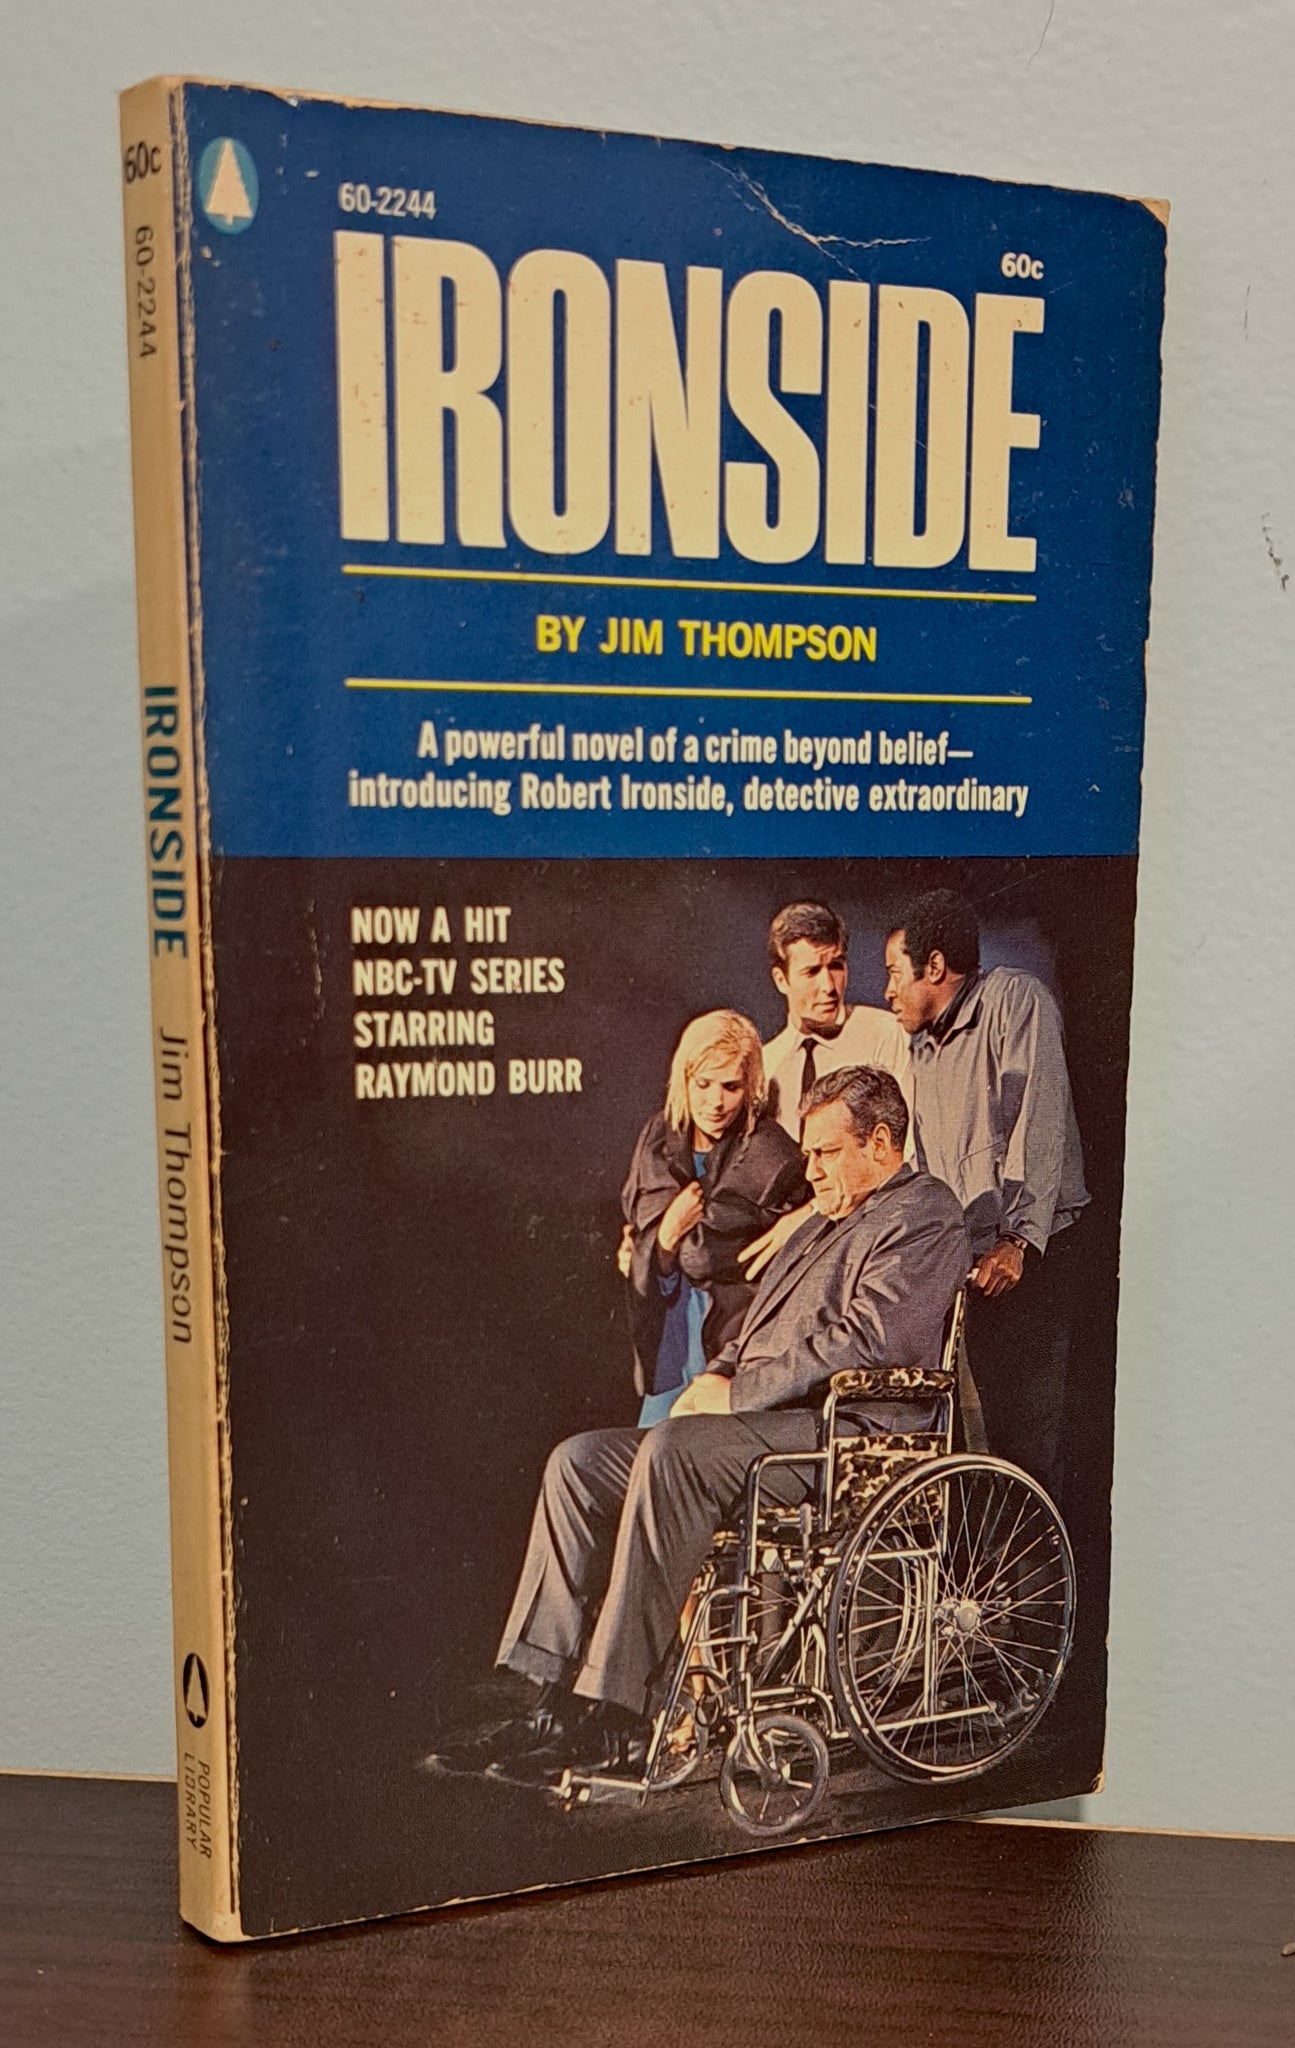 60c
60-2244
IRONSIDE
Jim Thompson
POPULAR
LIBRARY
60-2244
60c
IRONSIDE
BY JIM THOMPSON
A powerful novel of a crime beyond belief—
introducing Robert Ironside, detective extraordinary
NOW A HIT
NBC-TV SERIES
STARRING
RAYMOND BURR